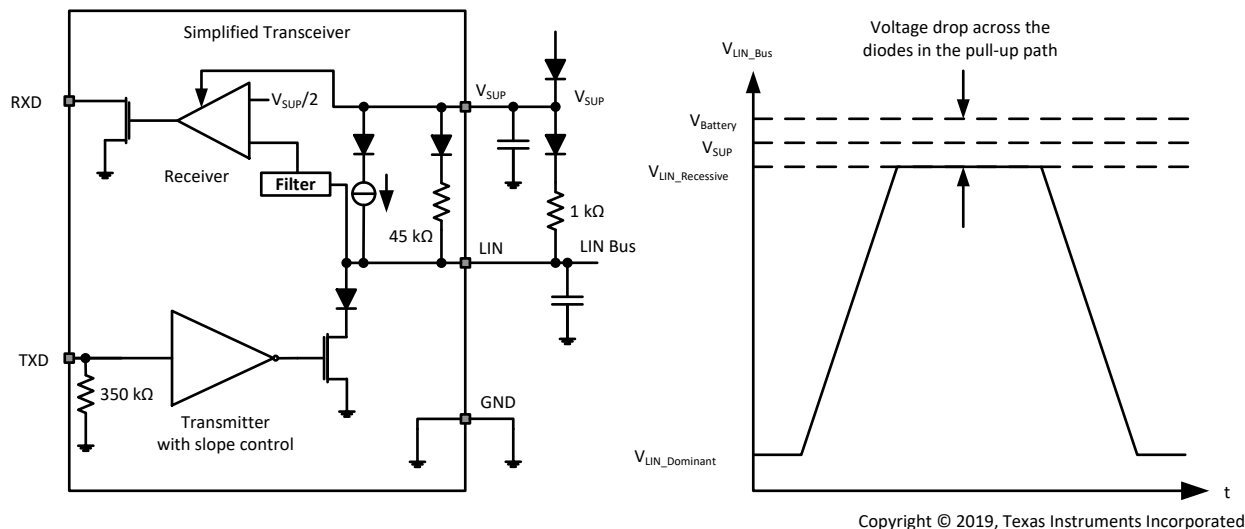 Simplified Transceiver
RXD
V_SUP/2
Receiver
Filter
45 kΩ
V_SUP
V_SUP
1 kΩ
LIN
LIN Bus
TXD
350 kΩ
Transmitter
with slope control
GND
Voltage drop across the
diodes in the pull-up path
V_LIN_Bus
V_Battery
V_SUP
V_LIN_Recessive
V_LIN_Dominant
t
Copyright © 2019, Texas Instruments Incorporated